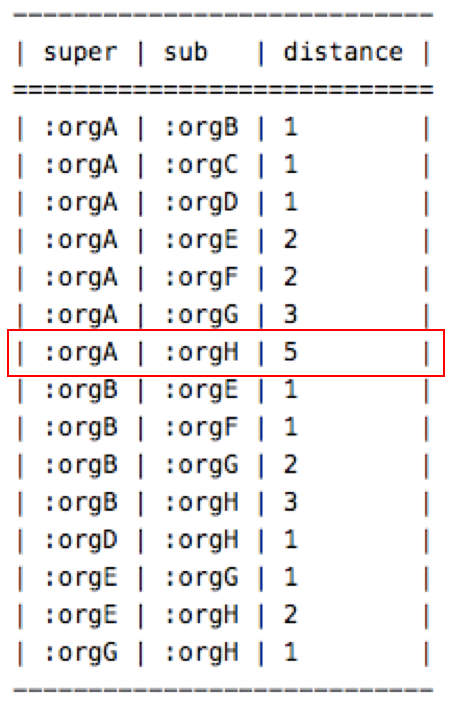 -----------------------------
| super | sub   | distance |
=============================
| :orgA | :orgB | 1        |
| :orgA | :orgC | 1        |
| :orgA | :orgD | 1        |
| :orgA | :orgE | 2        |
| :orgA | :orgF | 2        |
| :orgA | :orgG | 3        |
| :orgA | :orgH | 5        |
| :orgB | :orgE | 1        |
| :orgB | :orgF | 1        |
| :orgB | :orgG | 2        |
| :orgB | :orgH | 3        |
| :orgD | :orgH | 1        |
| :orgE | :orgG | 1        |
| :orgE | :orgH | 2        |
| :orgG | :orgH | 1        |
-----------------------------